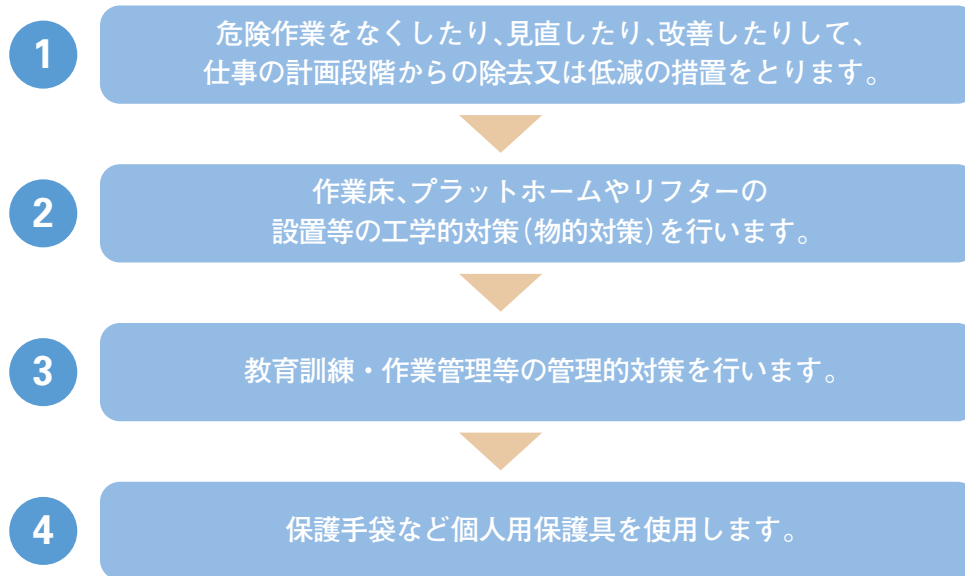 1
危険作業をなくしたり、見直したり、改善したりして、
仕事の計画段階からの除去又は低減の措置をとります。
2
作業床、プラットホームやリフターの
設置等の工学的対策(物的対策)を行います。
3
教育訓練・作業管理等の管理的対策を行います。
4
保護手袋など個人用保護具を使用します。